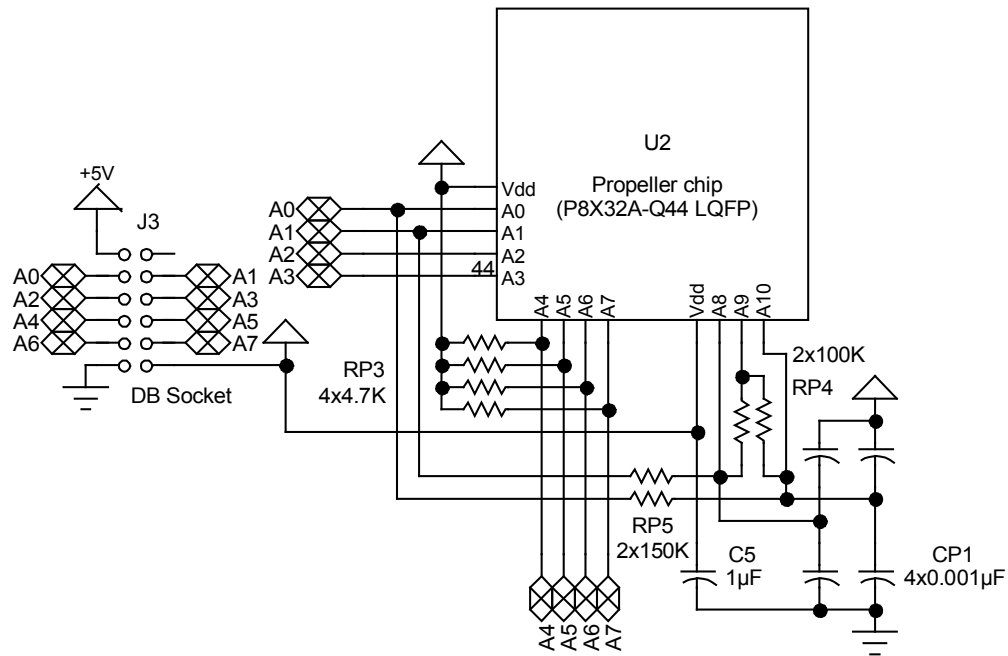 U2
Propeller chip
(P8X32A-Q44 LQFP)
Vdd
A0
A1
A2
44
A3
A4
A5
A6
A7
Vdd
A8
A9
A10
+5V
J3
A0
A1
A2
A3
A0
A2
A4
A6
A1
A3
A5
A7
DB Socket
RP3
4x4.7K
2x100K
RP4
RP5
2x150K
C5
1µF
CP1
4x0.001µF
A4
A5
A6
A7